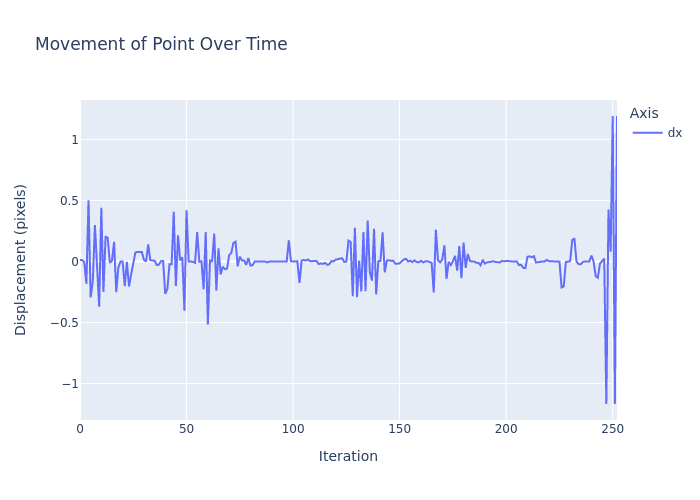 Movement of Point Over Time
Axis
dx
1
0.5
0
−0.5
−1
Displacement (pixels)
0
50
100
150
200
250
Iteration